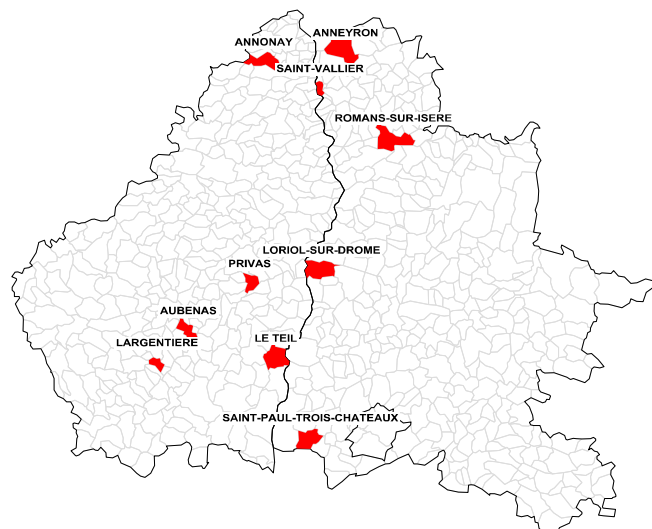 ANNEYRON
ANNONAY
SAINT-VALLIER
ROMANS-SUR-ISERE
LORIOL-SUR-DROME
PRIVAS
AUBENAS
LARGENTIERE
LE TEIL
SAINT-PAUL-TROIS-CHATEAUX